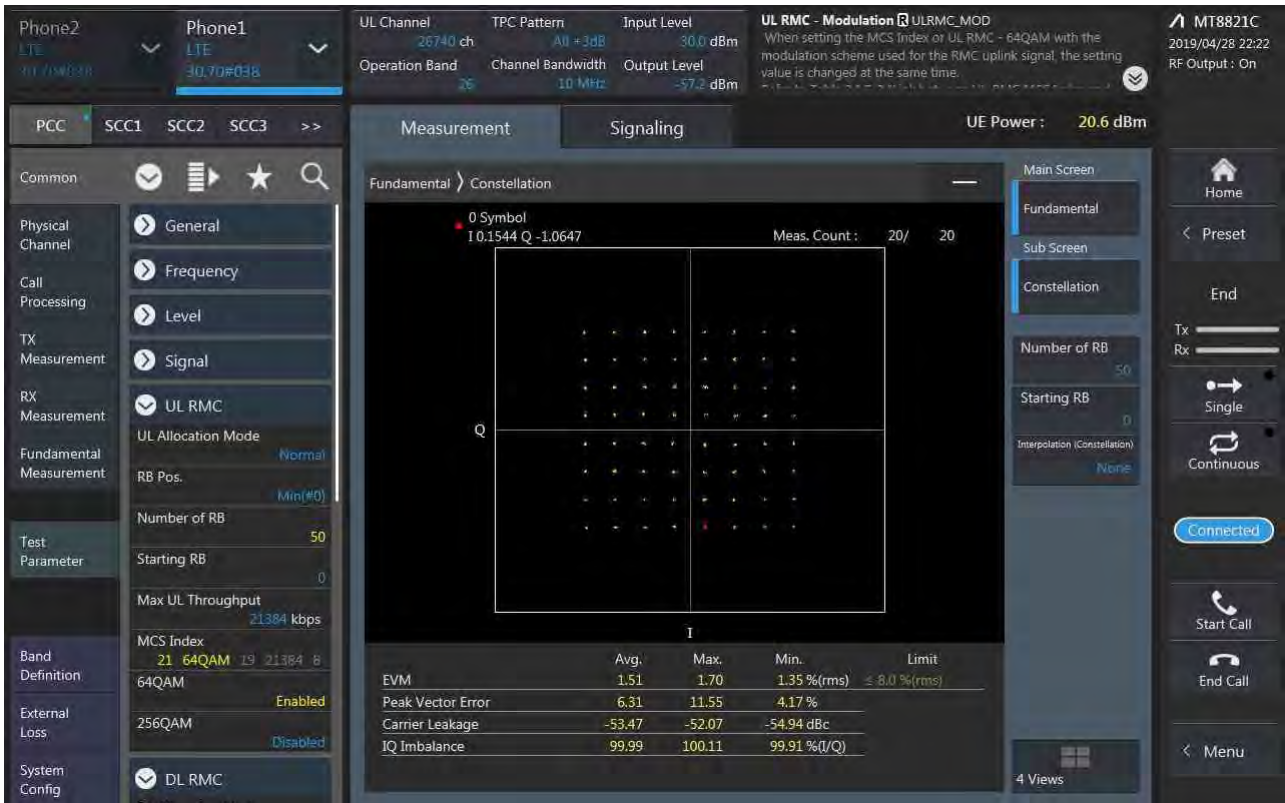 Phone2
LTE
Phone1
LTE
30.70#038
UL Channel
26740 ch
TPC Pattern
All +3dB
Input Level
30.0 dBm
Operation Band
26
Channel Bandwidth
10 MHz
Output Level
-57.2 dBm
UL RMC - Modulation R ULRMC_MOD
When setting the MCS Index or UL RMC - 64QAM with the
modulation scheme used for the RMC uplink signal, the setting
value is changed at the same time.
MT8821C
2019/04/28 22:22
RF Output : On
PCC SCC1 SCC2 SCC3 >>
Measurement
Signaling
UE Power : 20.6 dBm
Common
Physical
Channel
Call
Processing
TX
Measurement
RX
Measurement
Fundamental
Measurement
Test
Parameter
Band
Definition
External
Loss
System
Config
General
Frequency
Level
Signal
UL RMC
UL Allocation Mode
Normal
RB Pos.
Min(#0)
Number of RB
50
Starting RB
0
Max UL Throughput
21384 kbps
MCS Index
21 64QAM 19 21384 8
64QAM
Enabled
256QAM
Disabled
DL RMC
Fundamental 〉 Constellation
0 Symbol
I 0.1544 Q -1.0647
Meas. Count : 20/ 20
Q
I
Avg. Max. Min. Limit
EVM 1.51 1.70 1.35 %(rms) ≤ 8.0 %(rms)
Peak Vector Error 6.31 11.55 4.17 %
Carrier Leakage -53.47 -52.07 -54.94 dBc
IQ Imbalance 99.99 100.11 99.91 %(I/Q)
Main Screen
Fundamental
Sub Screen
Constellation
Number of RB
50
Starting RB
0
Interpolation (Constellation)
None
4 Views
Home
< Preset
End
Tx
Rx
Single
Continuous
Connected
Start Call
End Call
< Menu